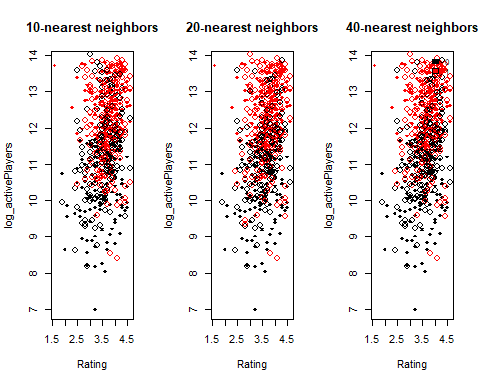 10-nearest neighbors
20-nearest neighbors
40-nearest neighbors
log_activePlayers
7 8 9 10 11 12 13 14
1.5 2.5 3.5 4.5
Rating
log_activePlayers
7 8 9 10 11 12 13 14
1.5 2.5 3.5 4.5
Rating
log_activePlayers
7 8 9 10 11 12 13 14
1.5 2.5 3.5 4.5
Rating